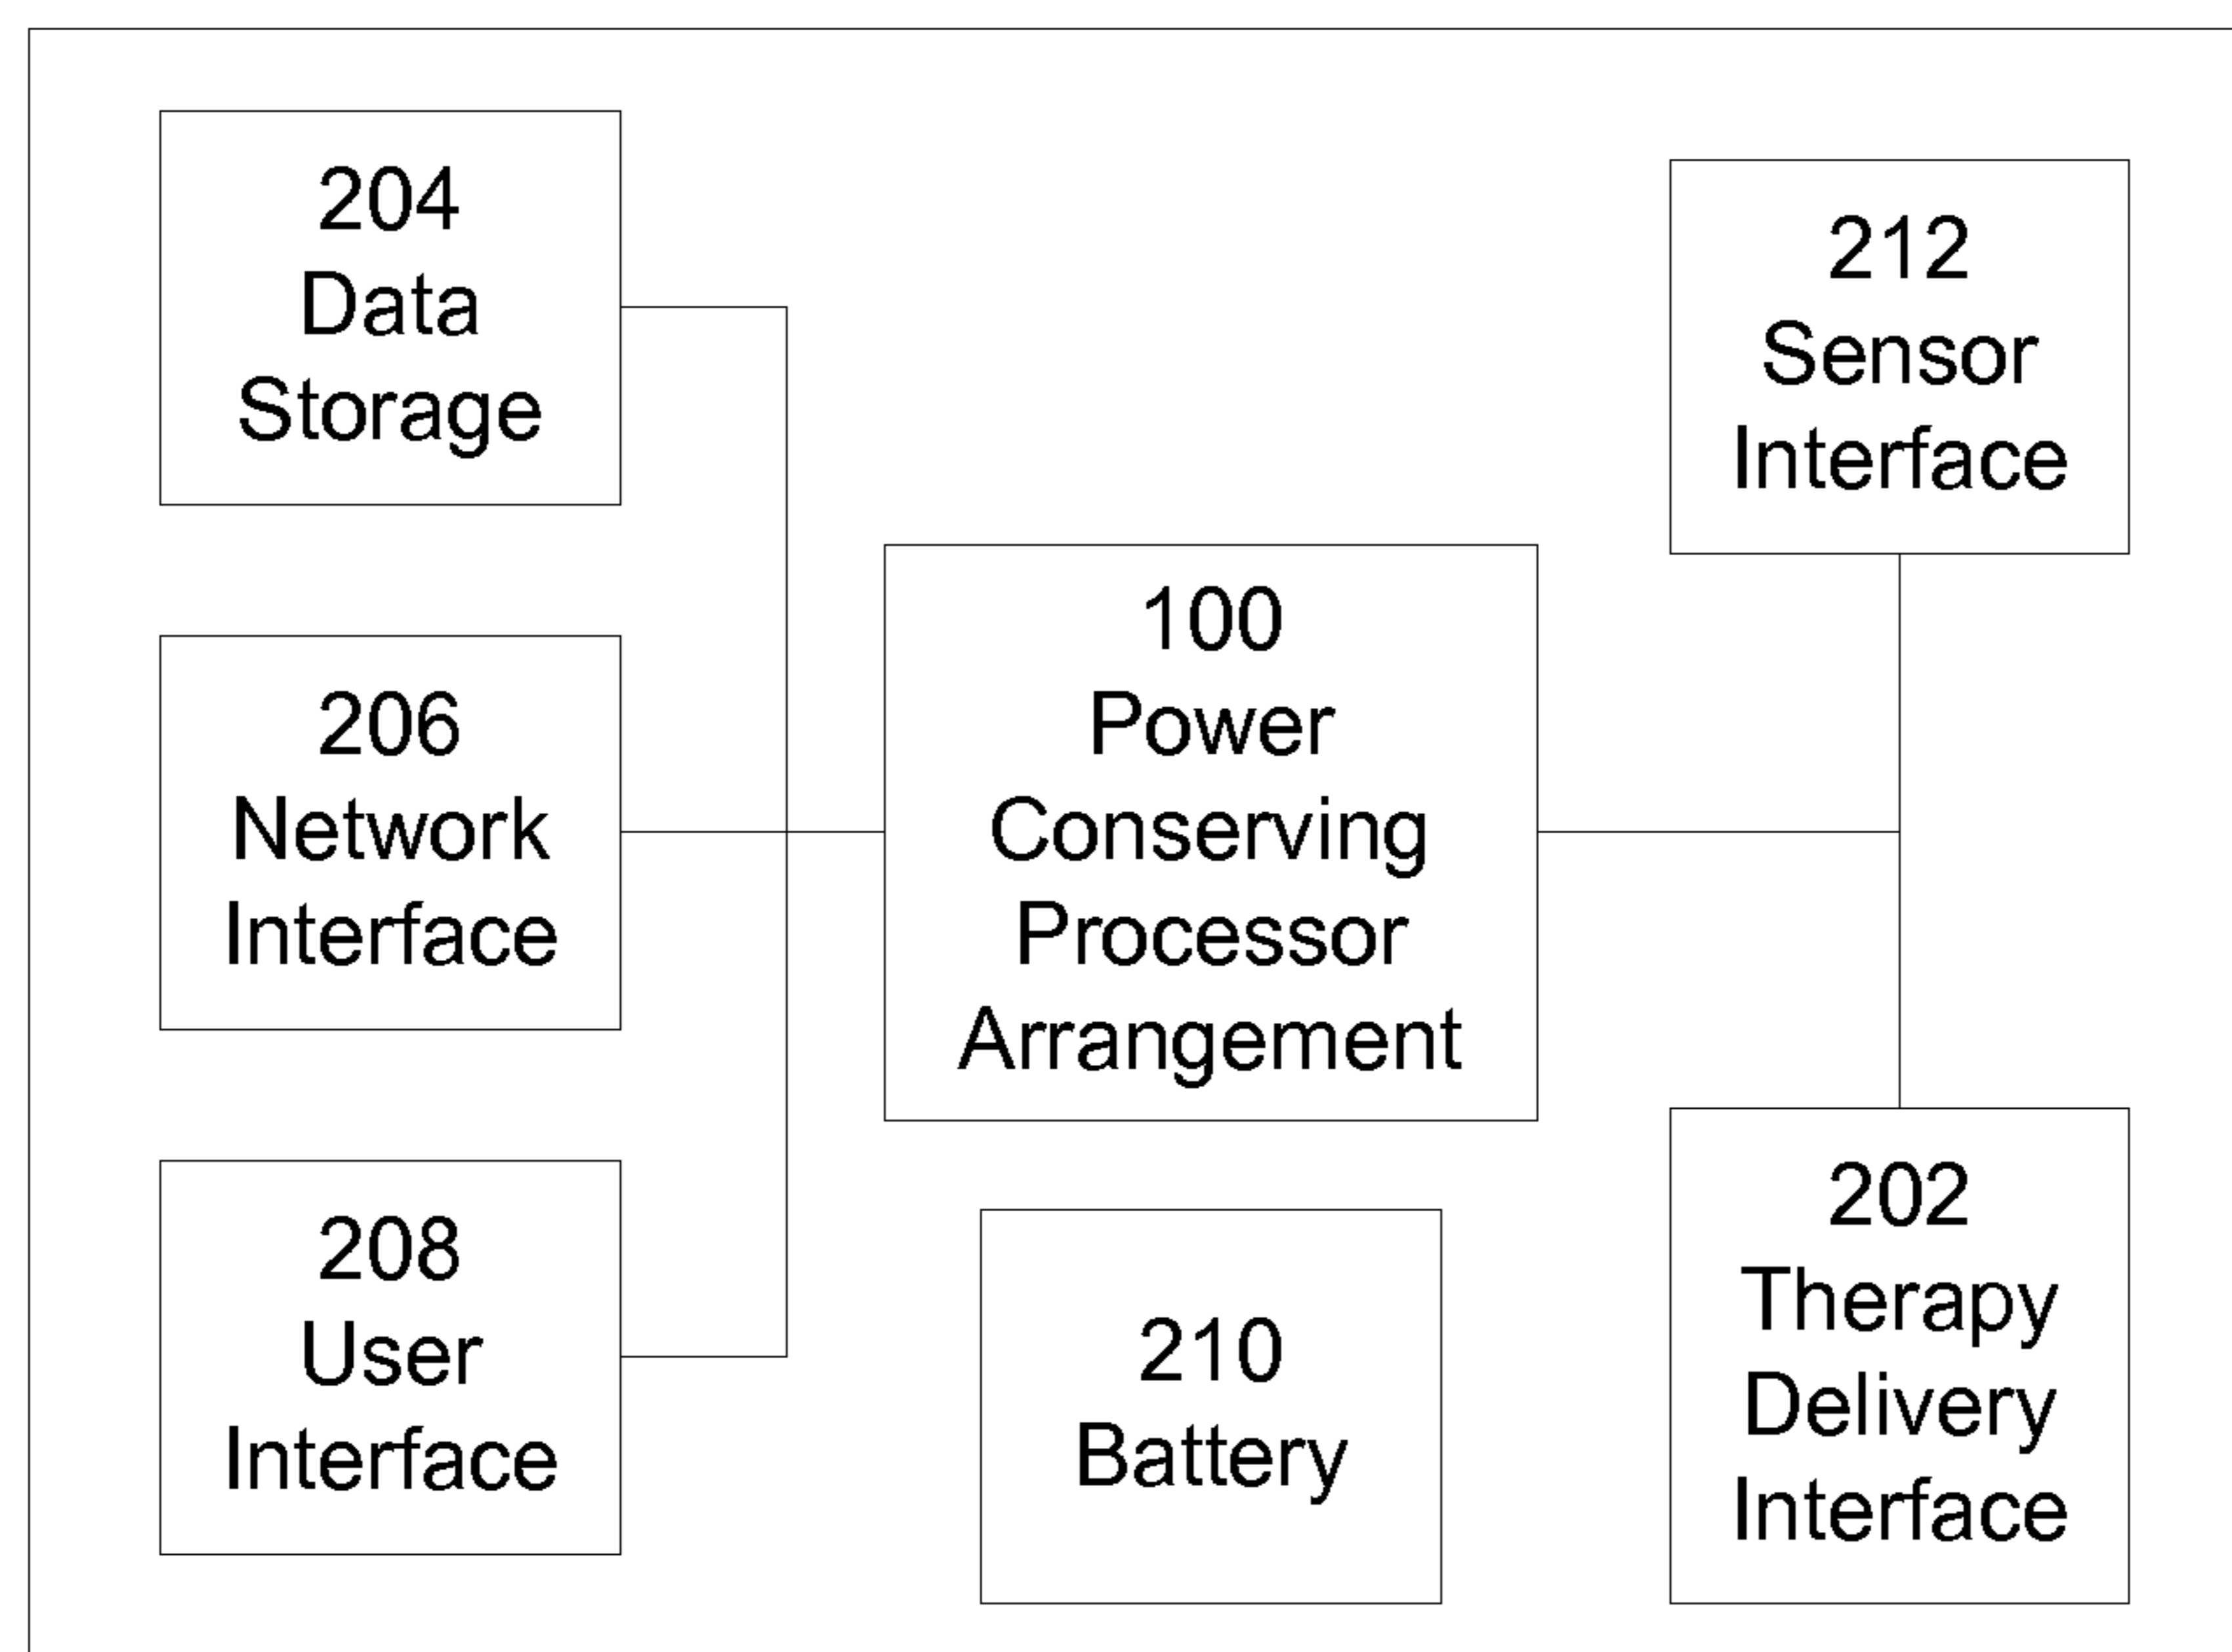 204
Data
Storage
206
Network
Interface
208
User
Interface
100
Power
Conserving
Processor
Arrangement
210
Battery
212
Sensor
Interface
202
Therapy
Delivery
Interface